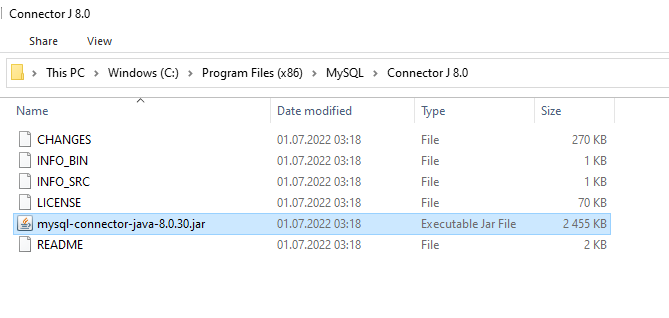 Connector J 8.0
Share View
This PC > Windows (C:) > Program Files (x86) > MySQL > Connector J 8.0
Name Date modified Type Size
CHANGES 01.07.2022 03:18 File 270 KB
INFO_BIN 01.07.2022 03:18 File 1 KB
INFO_SRC 01.07.2022 03:18 File 1 KB
LICENSE 01.07.2022 03:18 File 70 KB
mysql-connector-java-8.0.30.jar 01.07.2022 03:18 Executable Jar File 2 455 KB
README 01.07.2022 03:18 File 2 KB